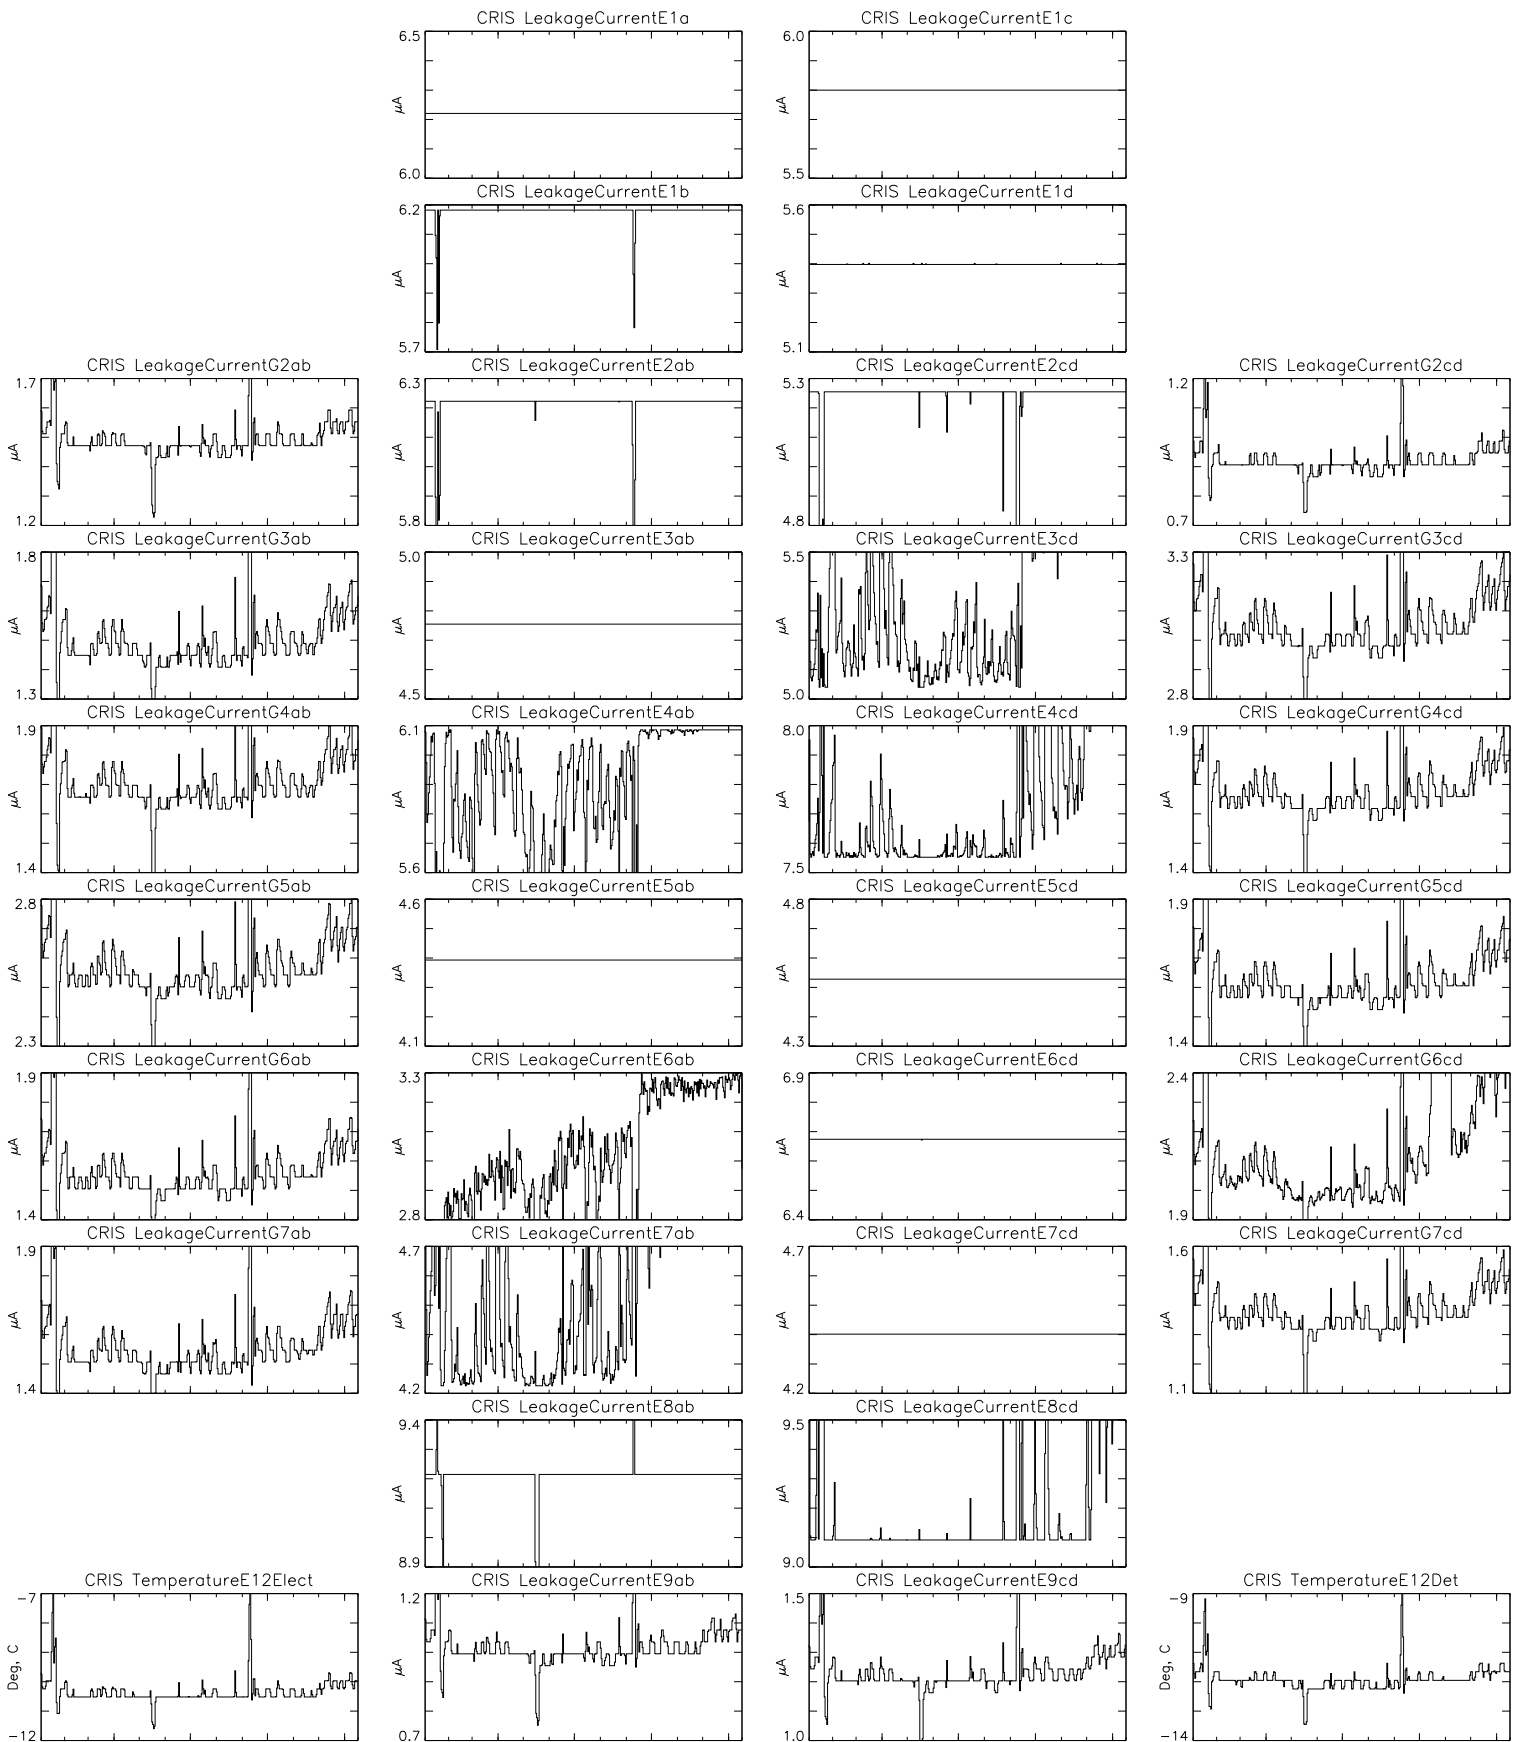 CRIS LeakageCurrentE1a CRIS LeakageCurrentE1c
6.5 6.0
μA μA
6.0 5.5
CRIS LeakageCurrentE1b CRIS LeakageCurrentE1d
6.2 5.6
μA μA
5.7 5.1
CRIS LeakageCurrentG2ab CRIS LeakageCurrentE2ab CRIS LeakageCurrentE2cd CRIS LeakageCurrentG2cd
1.7 6.3 5.3 1.2
μA μA μA μA
1.2 5.8 4.8 0.7
CRIS LeakageCurrentG3ab CRIS LeakageCurrentE3ab CRIS LeakageCurrentE3cd CRIS LeakageCurrentG3cd
1.8 5.0 5.5 3.3
μA μA μA μA
1.3 4.5 5.0 2.8
CRIS LeakageCurrentG4ab CRIS LeakageCurrentE4ab CRIS LeakageCurrentE4cd CRIS LeakageCurrentG4cd
1.9 6.1 8.0 1.9
μA μA μA μA
1.4 5.6 7.5 1.4
CRIS LeakageCurrentG5ab CRIS LeakageCurrentE5ab CRIS LeakageCurrentE5cd CRIS LeakageCurrentG5cd
2.8 4.6 4.8 1.9
μA μA μA μA
2.3 4.1 4.3 1.4
CRIS LeakageCurrentG6ab CRIS LeakageCurrentE6ab CRIS LeakageCurrentE6cd CRIS LeakageCurrentG6cd
1.9 3.3 6.9 2.4
μA μA μA μA
1.4 2.8 6.4 1.9
CRIS LeakageCurrentG7ab CRIS LeakageCurrentE7ab CRIS LeakageCurrentE7cd CRIS LeakageCurrentG7cd
1.9 4.7 4.7 1.6
μA μA μA μA
1.4 4.2 4.2 1.1
CRIS LeakageCurrentE8ab CRIS LeakageCurrentE8cd
9.4 9.5
μA μA
8.9 9.0
CRIS TemperatureE12Elect CRIS LeakageCurrentE9ab CRIS LeakageCurrentE9cd CRIS TemperatureE12Det
-7 1.2 1.5 -9
Deg, C μA μA Deg, C
-12 0.7 1.0 -14